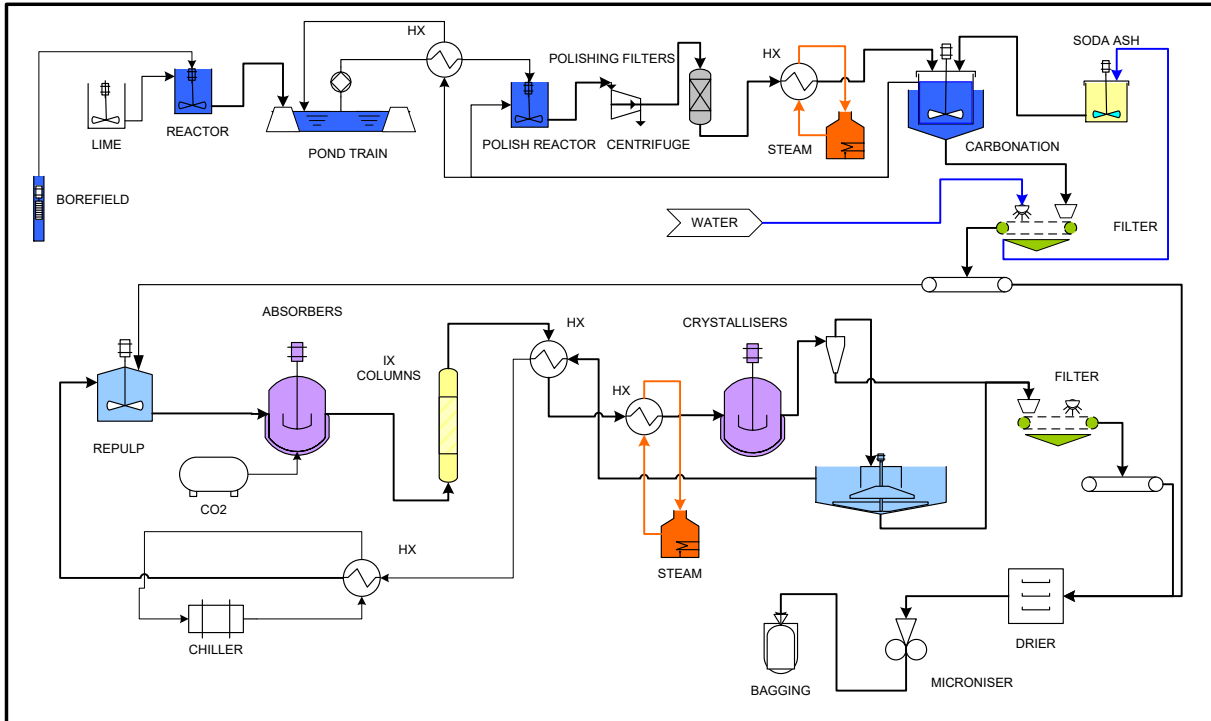 HX
POLISHING FILTERS
HX
SODA ASH
LIME
REACTOR
POND TRAIN
POLISH REACTOR
CENTRIFUGE
STEAM
CARBONATION
BOREFIELD
WATER
FILTER
ABSORBERS
IX
COLUMNS
HX
CRYSTALLISERS
HX
FILTER
REPULP
CO2
HX
STEAM
CHILLER
DRIER
BAGGING
MICRONISER